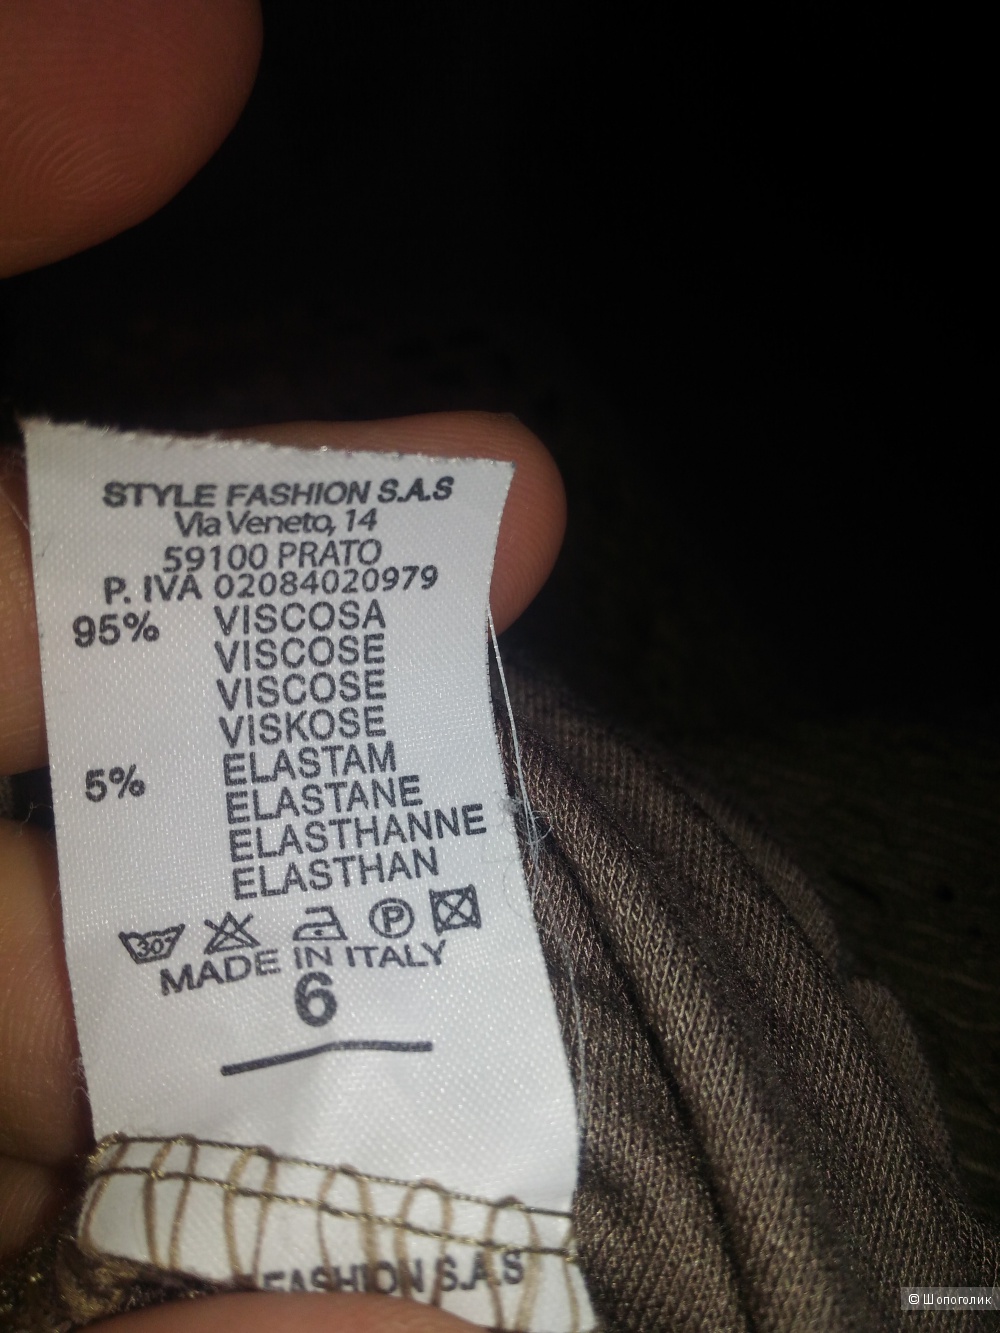 STYLE FASHION S.A.S
Via Veneto, 14
59100 PRATO
P. IVA 02084020979
95% VISCOSA
VISCOSE
VISCOSE
VISKOSE
5% ELASTAM
ELASTANE
ELASTHANNE
ELASTHAN
30°
P
MADE IN ITALY
6
FASHION S.A.S
© Шопоголик